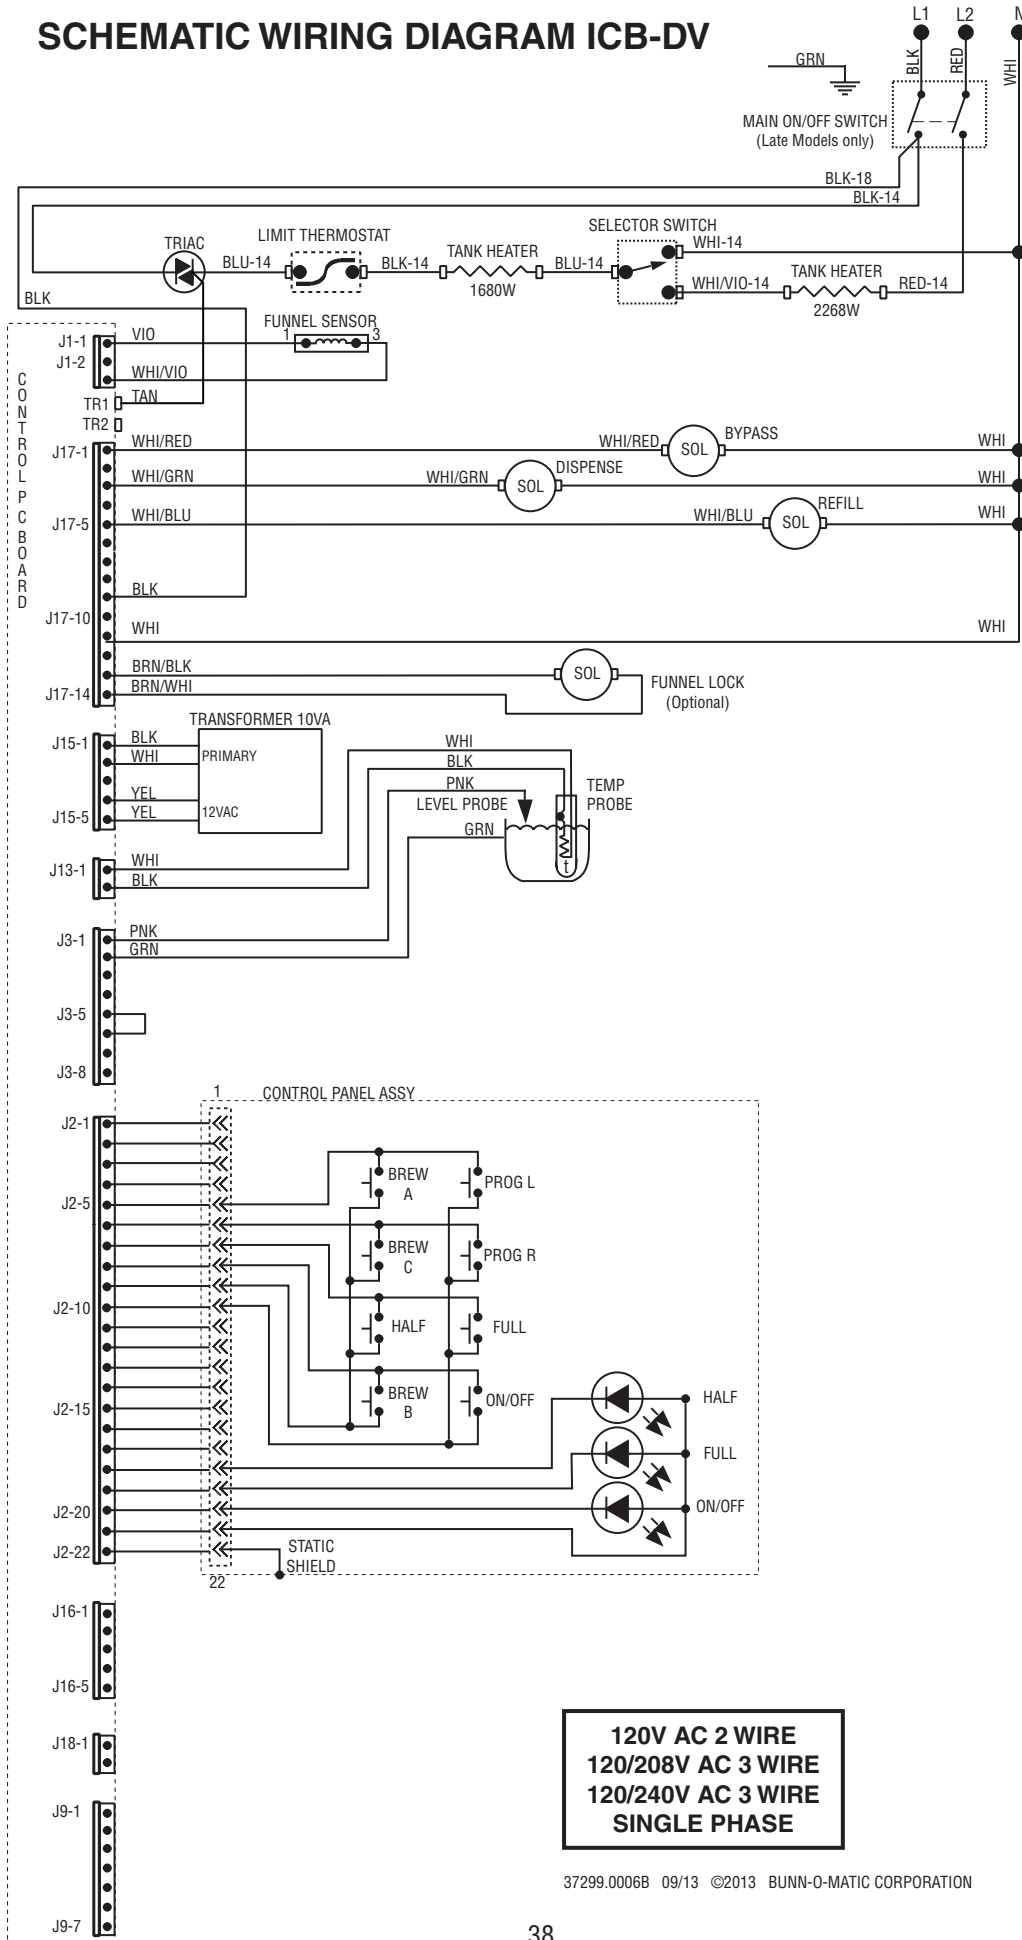 SCHEMATIC WIRING DIAGRAM ICB-DV
L1
L2
N
GRN
BLK
RED
WHI
MAIN ON/OFF SWITCH
(Late Models only)
BLK-18
BLK-14
TRIAC
LIMIT THERMOSTAT
SELECTOR SWITCH
BLU-14
BLK-14
TANK HEATER
1680W
BLU-14
WHI-14
WHI/VIO-14
TANK HEATER
2268W
RED-14
BLK
CONTROL PC BOARD
J1-1
VIO
FUNNEL SENSOR
1
3
J1-2
WHI/VIO
TR1
TAN
TR2
J17-1
WHI/RED
WHI/RED
SOL
BYPASS
WHI
WHI/GRN
WHI/GRN
SOL
DISPENSE
WHI
J17-5
WHI/BLU
WHI/BLU
SOL
REFILL
WHI
BLK
J17-10
WHI
WHI
BRN/BLK
SOL
FUNNEL LOCK
(Optional)
J17-14
BRN/WHI
TRANSFORMER 10VA
J15-1
BLK
WHI
PRIMARY
YEL
J15-5
YEL
12VAC
WHI
BLK
PNK
LEVEL PROBE
TEMP
PROBE
GRN
t
J13-1
WHI
BLK
J3-1
PNK
GRN
J3-5
J3-8
1
CONTROL PANEL ASSY
J2-1
J2-5
BREW
A
PROG L
BREW
C
PROG R
J2-10
HALF
FULL
BREW
B
ON/OFF
J2-15
HALF
FULL
J2-20
ON/OFF
J2-22
STATIC
SHIELD
22
J16-1
J16-5
J18-1
J9-1
J9-7
120V AC 2 WIRE
120/208V AC 3 WIRE
120/240V AC 3 WIRE
SINGLE PHASE
37299.0006B 09/13 ©2013 BUNN-O-MATIC CORPORATION
38